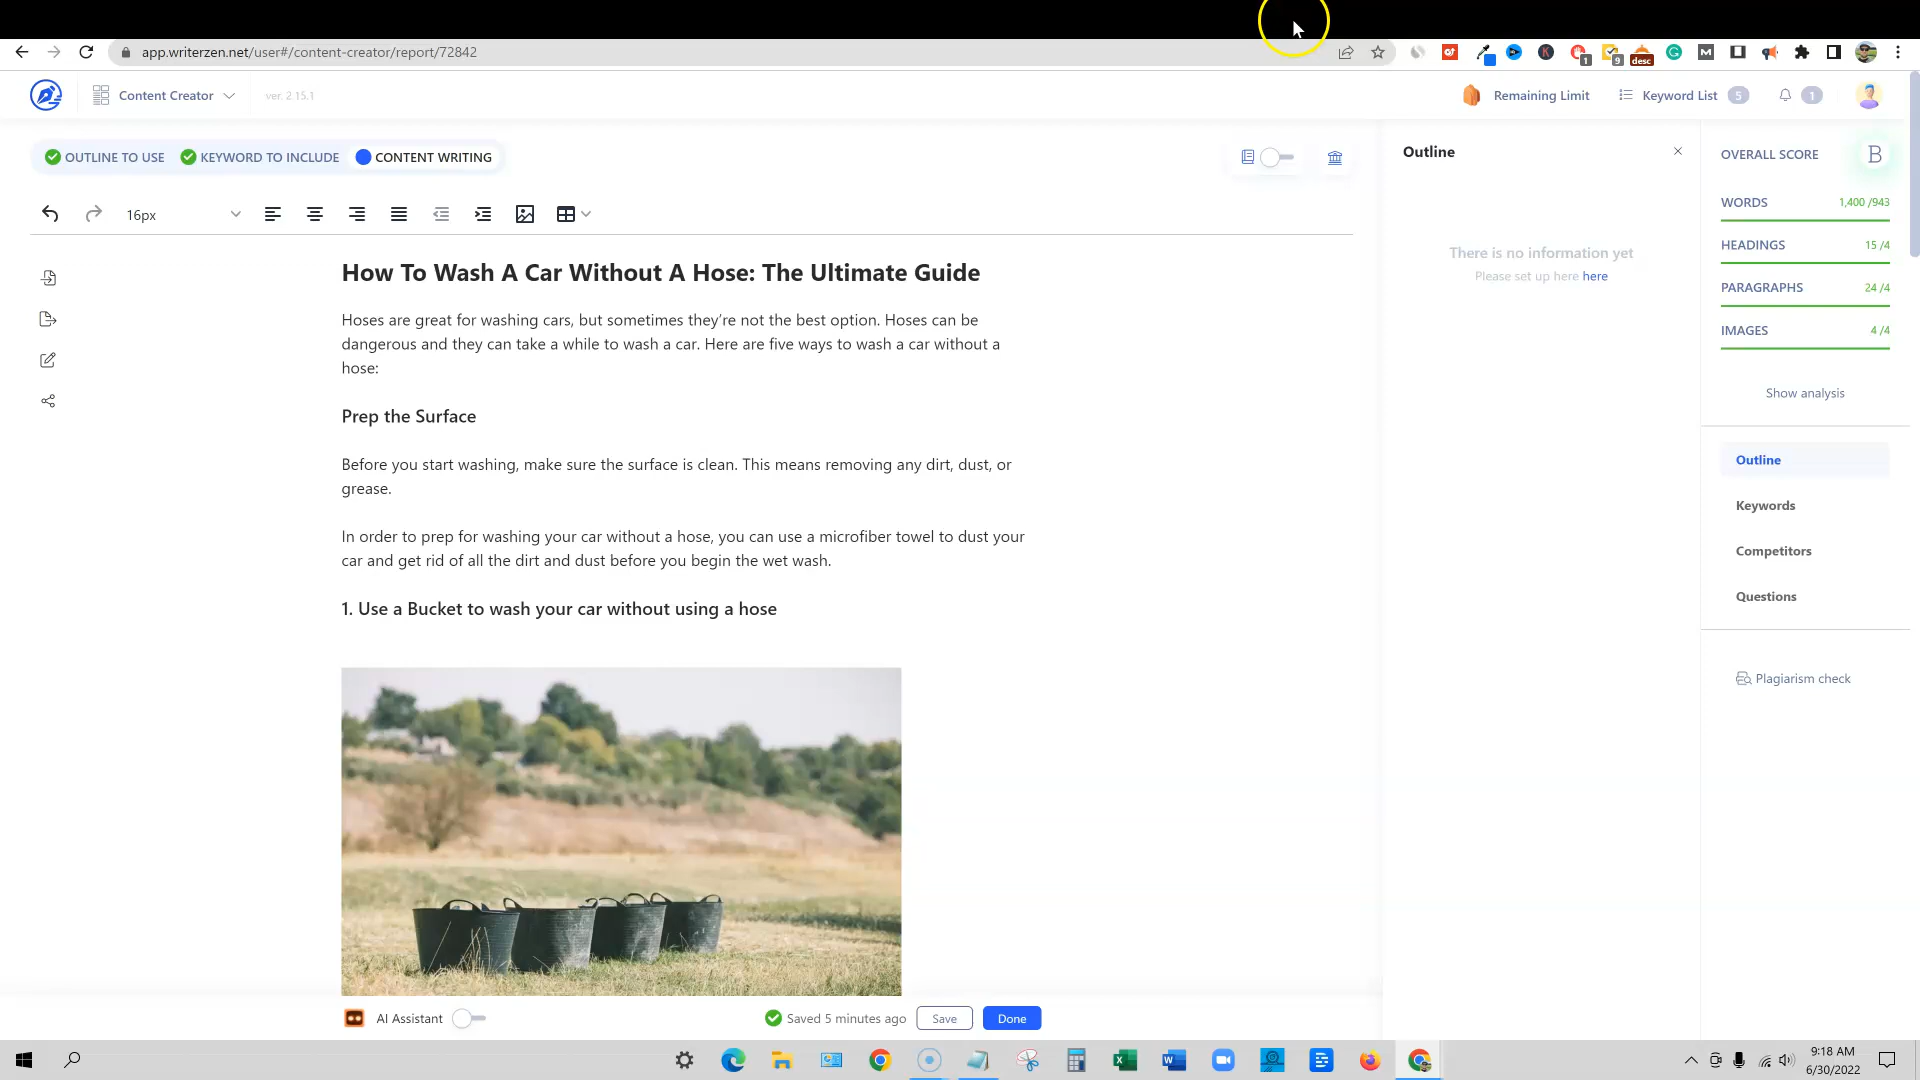 app.writerzen.net/user#/content-creator/report/72842
1
9
desc
Content Creator
ver. 2.15.1
Remaining Limit
Keyword List
5
1
OUTLINE TO USE
KEYWORD TO INCLUDE
CONTENT WRITING
16px
How To Wash A Car Without A Hose: The Ultimate Guide
Hoses are great for washing cars, but sometimes they’re not the best option. Hoses can be
dangerous and they can take a while to wash a car. Here are five ways to wash a car without a
hose:
Prep the Surface
Before you start washing, make sure the surface is clean. This means removing any dirt, dust, or
grease.
In order to prep for washing your car without a hose, you can use a microfiber towel to dust your
car and get rid of all the dirt and dust before you begin the wet wash.
1. Use a Bucket to wash your car without using a hose
AI Assistant
Saved 5 minutes ago
Save
Done
Outline
There is no information yet
Please set up here here
OVERALL SCORE
B
WORDS
1,400 /943
HEADINGS
15 /4
PARAGRAPHS
24 /4
IMAGES
4 /4
Show analysis
Outline
Keywords
Competitors
Questions
Plagiarism check
9:18 AM
6/30/2022